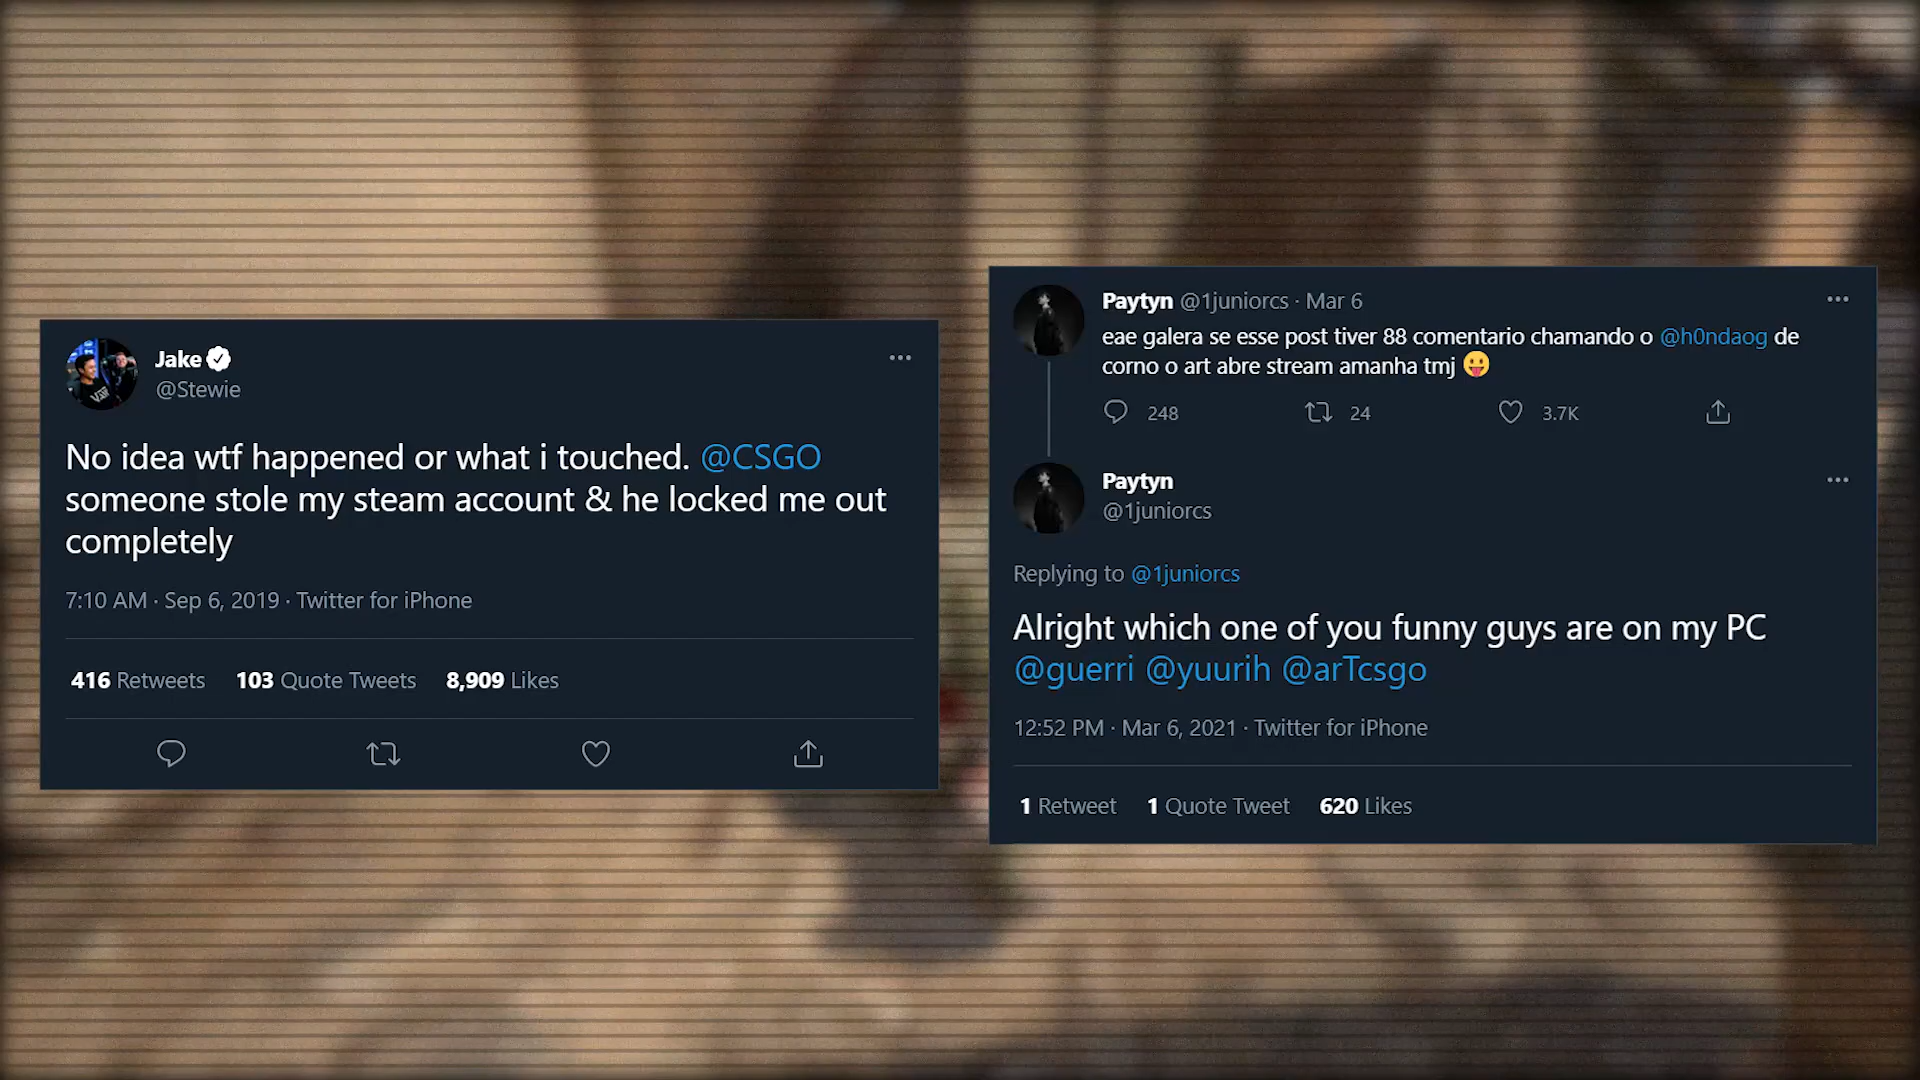 Jake
@Stewie
No idea wtf happened or what i touched. @CSGO
someone stole my steam account & he locked me out
completely
7:10 AM · Sep 6, 2019 · Twitter for iPhone
416 Retweets 103 Quote Tweets 8,909 Likes
Paytyn @1juniorcs · Mar 6
eae galera se esse post tiver 88 comentario chamando o @h0ndaog de
corno o art abre stream amanha tmj 😛
248 24 3.7K
Paytyn
@1juniorcs
Replying to @1juniorcs
Alright which one of you funny guys are on my PC
@guerri @yuurih @arTcsgo
12:52 PM · Mar 6, 2021 · Twitter for iPhone
1 Retweet 1 Quote Tweet 620 Likes